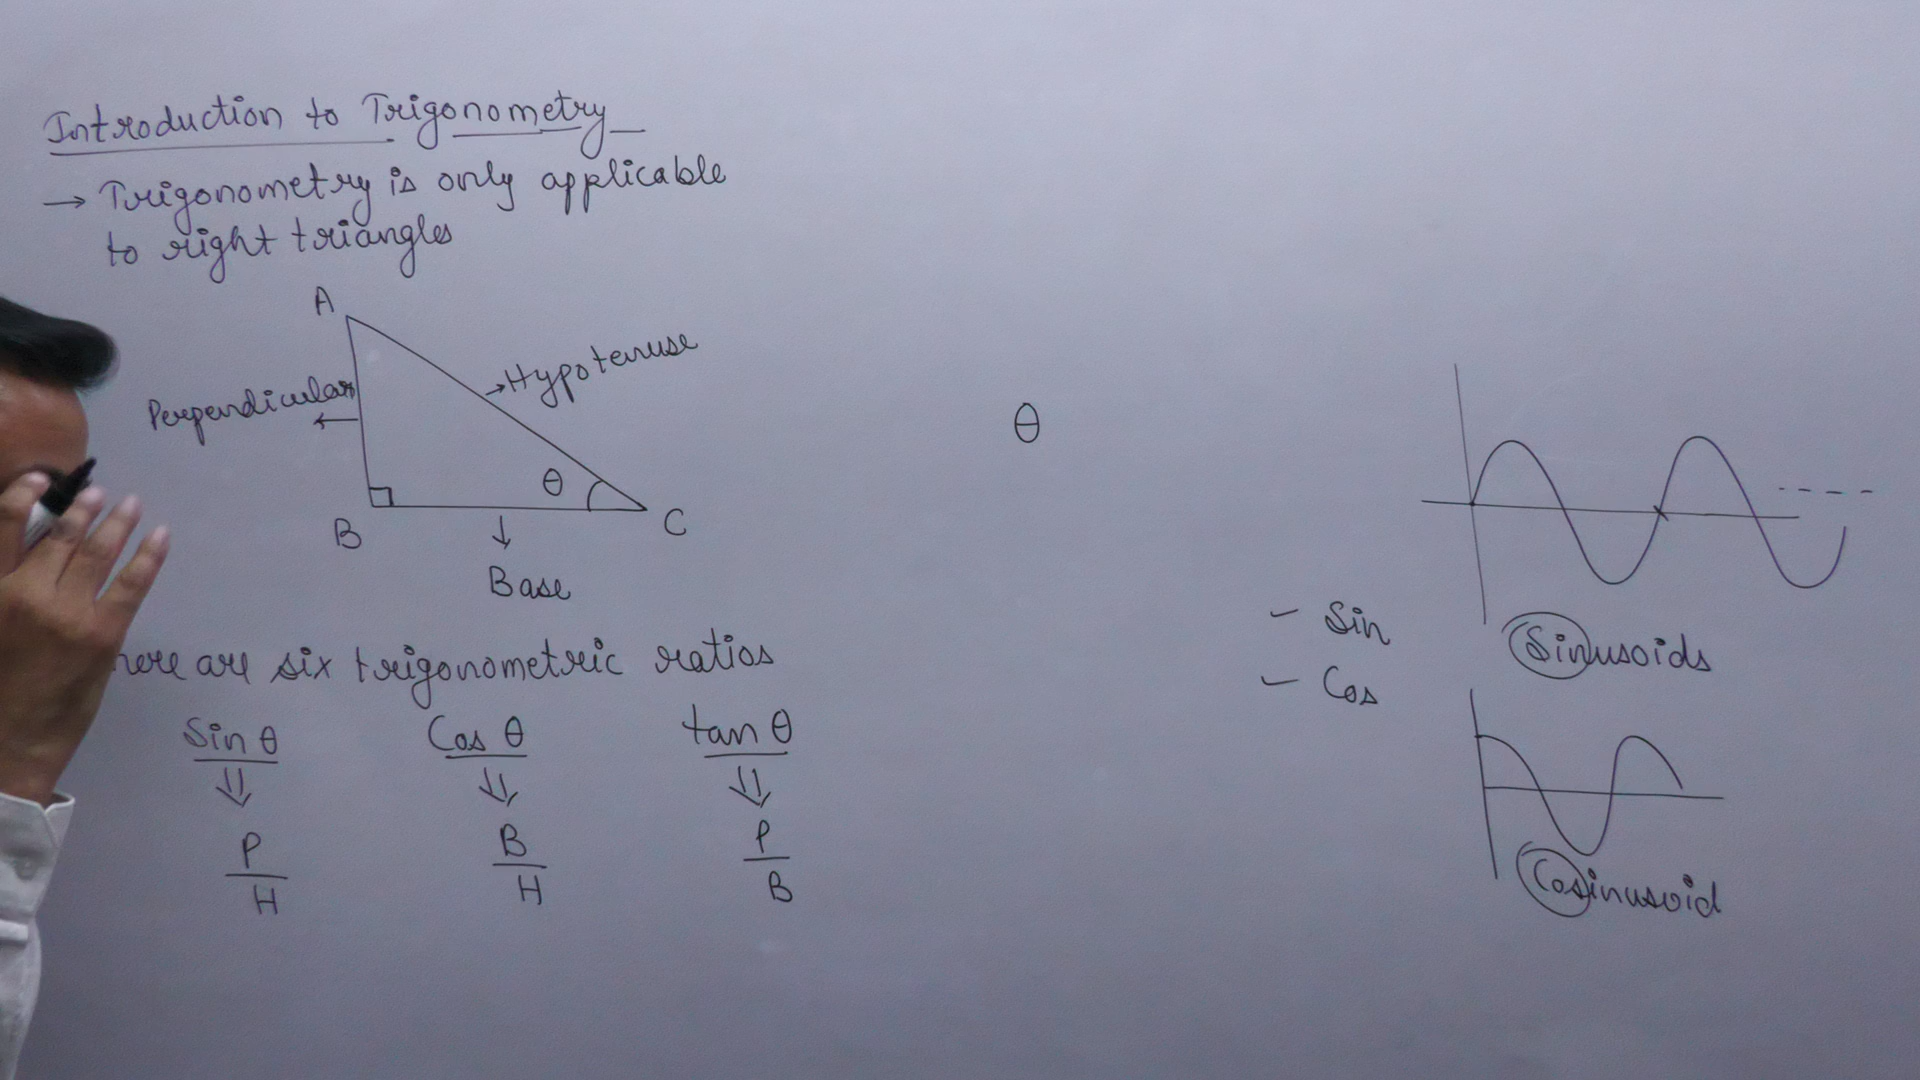 Introduction to Trigonometry
→ Trigonometry is only applicable
to right triangles
A
Perpendicular
Hypotenuse
θ
B
C
Base
here are six trigonometric ratios
Sin θ
Cos θ
tan θ
P/H
B/H
P/B
θ
- Sin
- Cos
Sinusoids
Cosinusoid